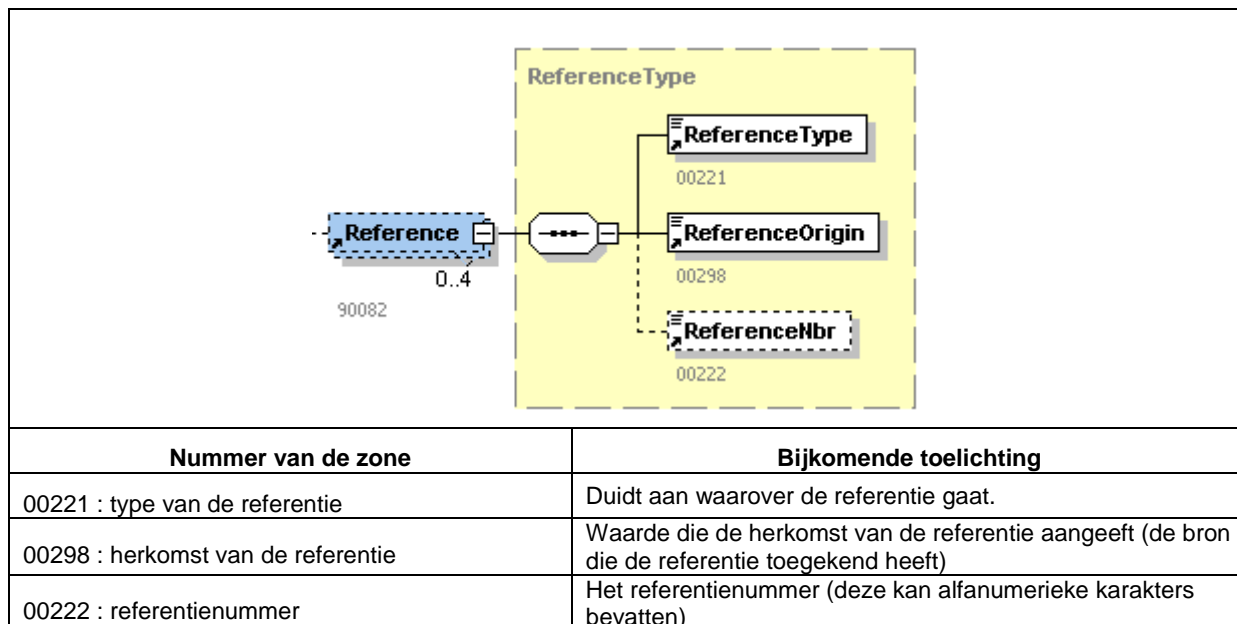 ReferenceType
ReferenceType
00221
Reference
0..4
90082
ReferenceOrigin
00298
ReferenceNbr
00222
Nummer van de zone
Bijkomende toelichting
00221 : type van de referentie
Duidt aan waarover de referentie gaat.
00298 : herkomst van de referentie
Waarde die de herkomst van de referentie aangeeft (de bron
die de referentie toegekend heeft)
00222 : referentienummer
Het referentienummer (deze kan alfanumerieke karakters
bevatten)